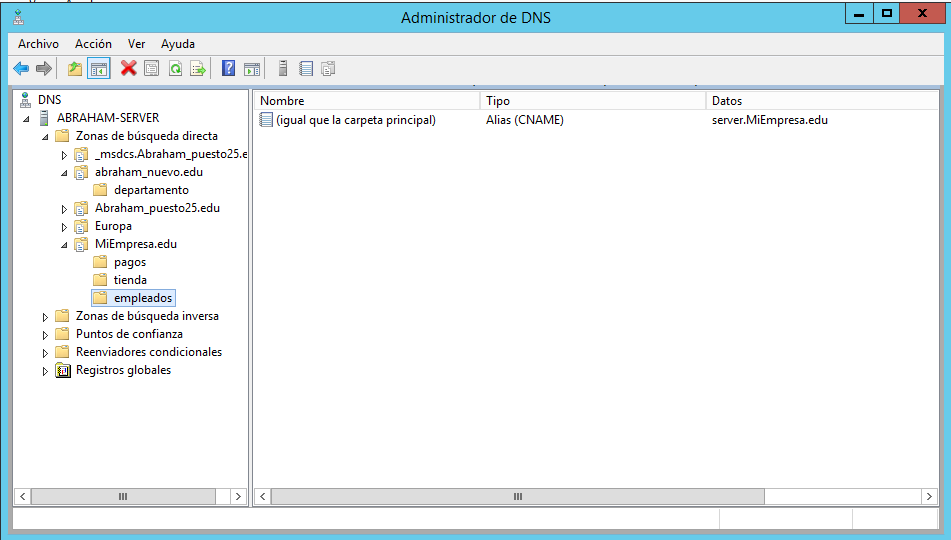 Administrador de DNS
Archivo Acción Ver Ayuda
DNS
ABRAHAM-SERVER
Zonas de búsqueda directa
_msdcs.Abraham_puesto25.e
abraham_nuevo.edu
departamento
Abraham_puesto25.edu
Europa
MiEmpresa.edu
pagos
tienda
empleados
Zonas de búsqueda inversa
Puntos de confianza
Reenviadores condicionales
Registros globales
Nombre Tipo Datos
(igual que la carpeta principal) Alias (CNAME) server.MiEmpresa.edu